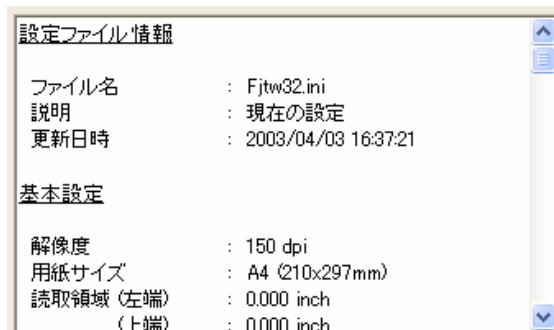 設定ファイル情報
ファイル名 : Fjtw32.ini
説明 : 現在の設定
更新日時 : 2003/04/03 16:37:21
基本設定
解像度 : 150 dpi
用紙サイズ : A4 (210x297mm)
読取領域 (左端) : 0.000 inch
(上端) : 0.000 inch